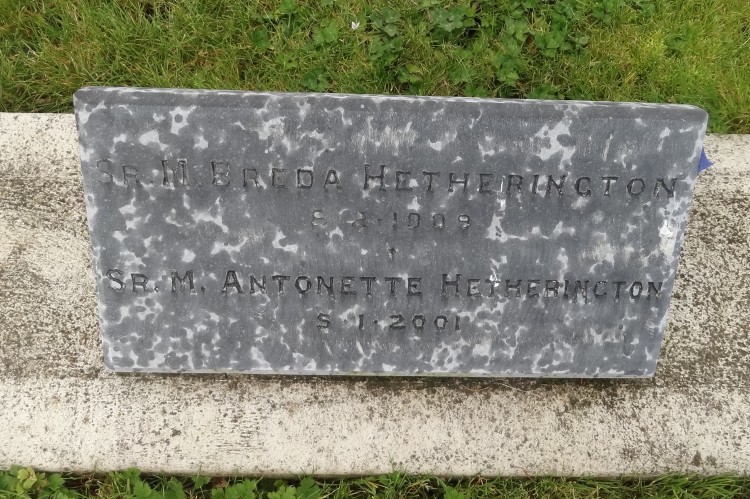 Sr. M. Breda Hetherington
Sr. M. Antonette Hetherington
5·1·2001